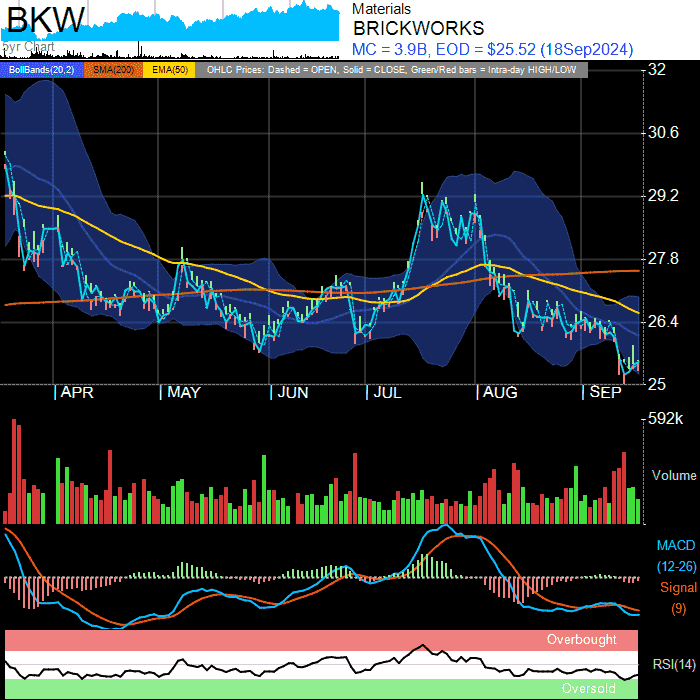 BKW
5yr Chart
Materials
BRICKWORKS
MC = 3.9B, EOD = $25.52 (18Sep2024)
BollBands(20,2) SMA(200) EMA(50) OHLC Prices: Dashed = OPEN, Solid = CLOSE, Green/Red bars = Intra-day HIGH/LOW
32
30.6
29.2
27.8
26.4
25
APR MAY JUN JUL AUG SEP
592k
Volume
MACD
(12-26)
Signal
(9)
Overbought
RSI(14)
Oversold